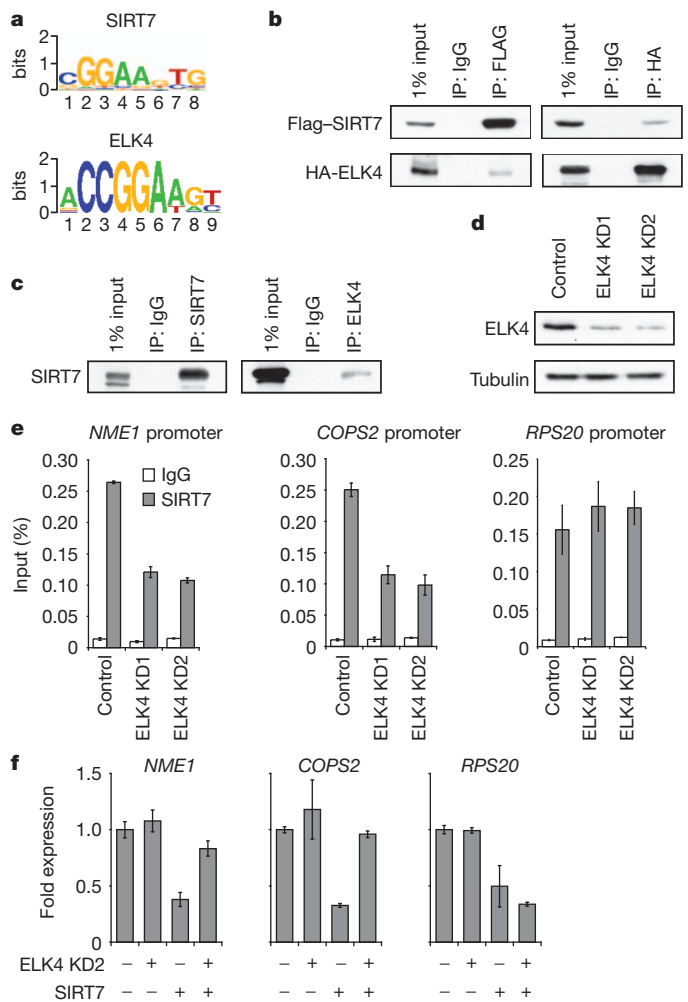 a
SIRT7
bits
2
1
0
CGGAAGTG
1 2 3 4 5 6 7 8
ELK4
bits
2
1
0
ACCGGAAGT
1 2 3 4 5 6 7 8 9
b
1% input
IP: IgG
IP: FLAG
1% input
IP: IgG
IP: HA
Flag–SIRT7
HA-ELK4
c
1% input
IP: IgG
IP: SIRT7
1% input
IP: IgG
IP: ELK4
SIRT7
d
Control
ELK4 KD1
ELK4 KD2
ELK4
Tubulin
e
NME1 promoter
Input (%)
0.30
0.25
0.20
0.15
0.10
0.05
0
IgG
SIRT7
Control
ELK4 KD1
ELK4 KD2
COPS2 promoter
0.30
0.25
0.20
0.15
0.10
0.05
0
Control
ELK4 KD1
ELK4 KD2
RPS20 promoter
0.25
0.20
0.15
0.10
0.05
0
Control
ELK4 KD1
ELK4 KD2
f
NME1
COPS2
RPS20
Fold expression
1.5
1.0
0.5
0
ELK4 KD2 – + – + – + – + – + – +
SIRT7 – – + + – – + + – – + +